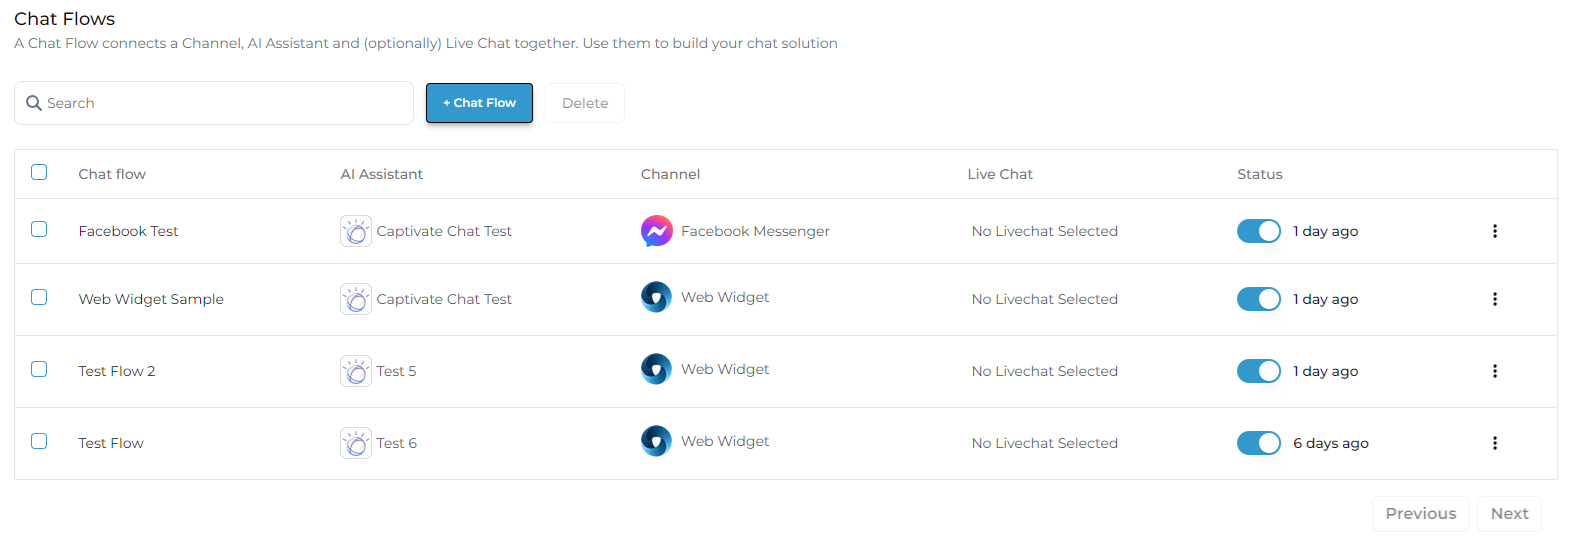 Chat Flows
A Chat Flow connects a Channel, AI Assistant and (optionally) Live Chat together. Use them to build your chat solution
Search + Chat Flow Delete
Chat flow AI Assistant Channel Live Chat Status
Facebook Test Captivate Chat Test Facebook Messenger No Livechat Selected 1 day ago
Web Widget Sample Captivate Chat Test Web Widget No Livechat Selected 1 day ago
Test Flow 2 Test 5 Web Widget No Livechat Selected 1 day ago
Test Flow Test 6 Web Widget No Livechat Selected 6 days ago
Previous Next